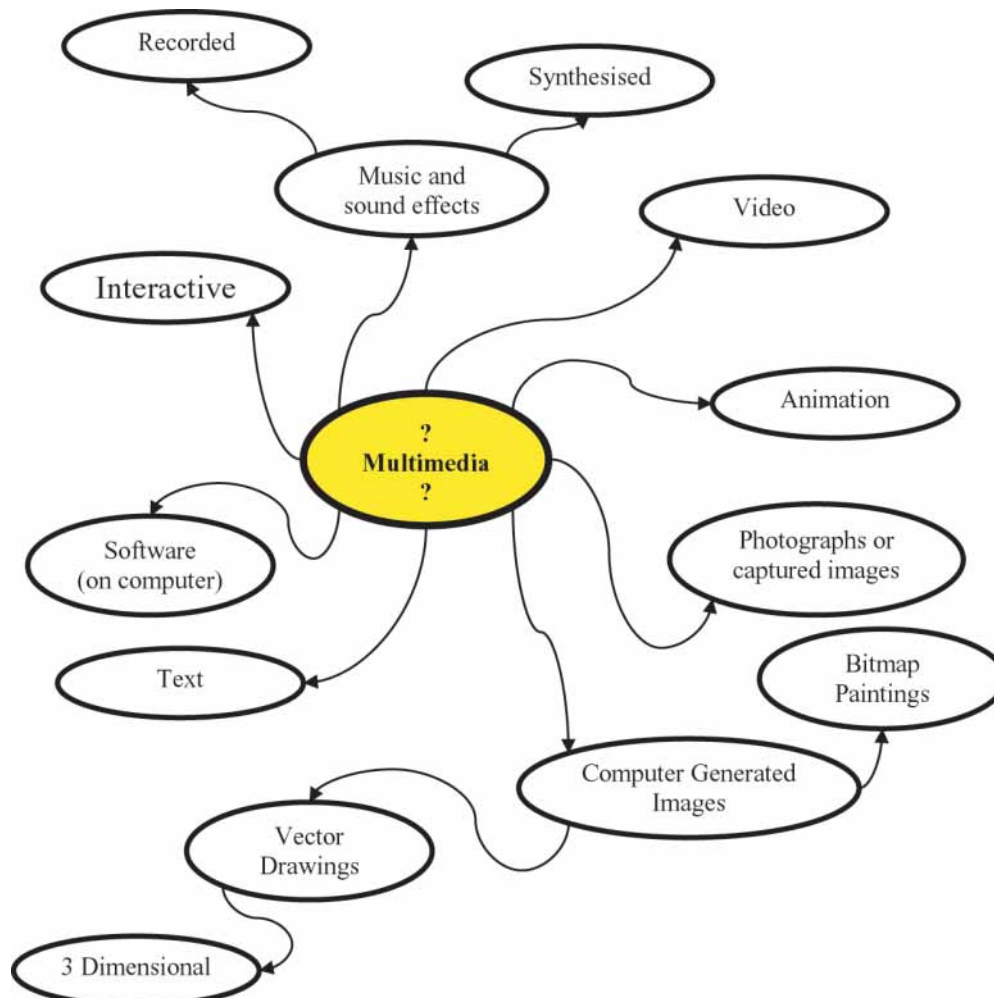 Recorded
Synthesised
Music and
sound effects
Video
Interactive
Animation
?
Multimedia
?
Photographs or
captured images
Software
(on computer)
Text
Bitmap
Paintings
Computer Generated
Images
Vector
Drawings
3 Dimensional